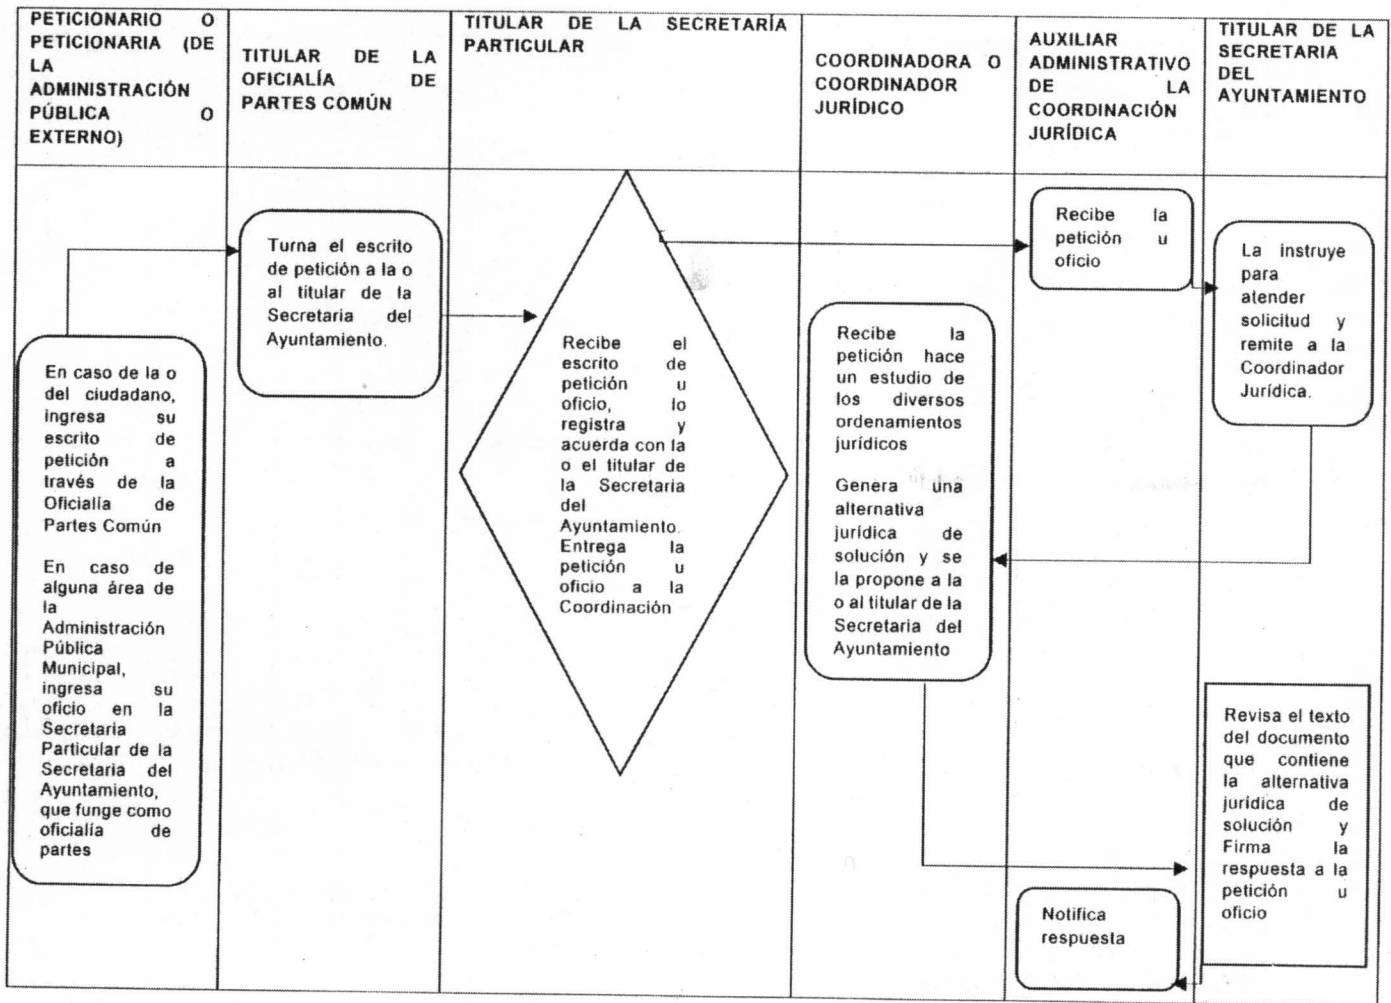 PETICIONARIO O
PETICIONARIA (DE
LA
ADMINISTRACIÓN
PÚBLICA O
EXTERNO)
TITULAR DE LA
OFICIALÍA DE
PARTES COMÚN
TITULAR DE LA SECRETARÍA
PARTICULAR
COORDINADORA O
COORDINADOR
JURÍDICO
AUXILIAR
ADMINISTRATIVO
DE LA
COORDINACIÓN
JURÍDICA
TITULAR DE LA
SECRETARIA
DEL
AYUNTAMIENTO
En caso de la o
del ciudadano,
ingresa su
escrito de
petición a
través de la
Oficialía de
Partes Común
En caso de
alguna área de
la
Administración
Pública
Municipal,
ingresa su
oficio en la
Secretaria
Particular de la
Secretaria del
Ayuntamiento,
que funge como
oficialía de
partes
Turna el escrito
de petición a la o
al titular de la
Secretaria del
Ayuntamiento.
Recibe el
escrito de
petición u
oficio, lo
registra y
acuerda con la
o el titular de
la Secretaria
del
Ayuntamiento.
Entrega la
petición u
oficio a la
Coordinación
Recibe la
petición hace
un estudio de
los diversos
ordenamientos
jurídicos
Genera una
alternativa
jurídica de
solución y se
la propone a la
o al titular de la
Secretaria del
Ayuntamiento
Recibe la
petición u
oficio
Notifica
respuesta
La instruye
para
atender
solicitud y
remite a la
Coordinador
Jurídica.
Revisa el texto
del documento
que contiene
la alternativa
jurídica de
solución y
Firma la
respuesta a la
petición u
oficio